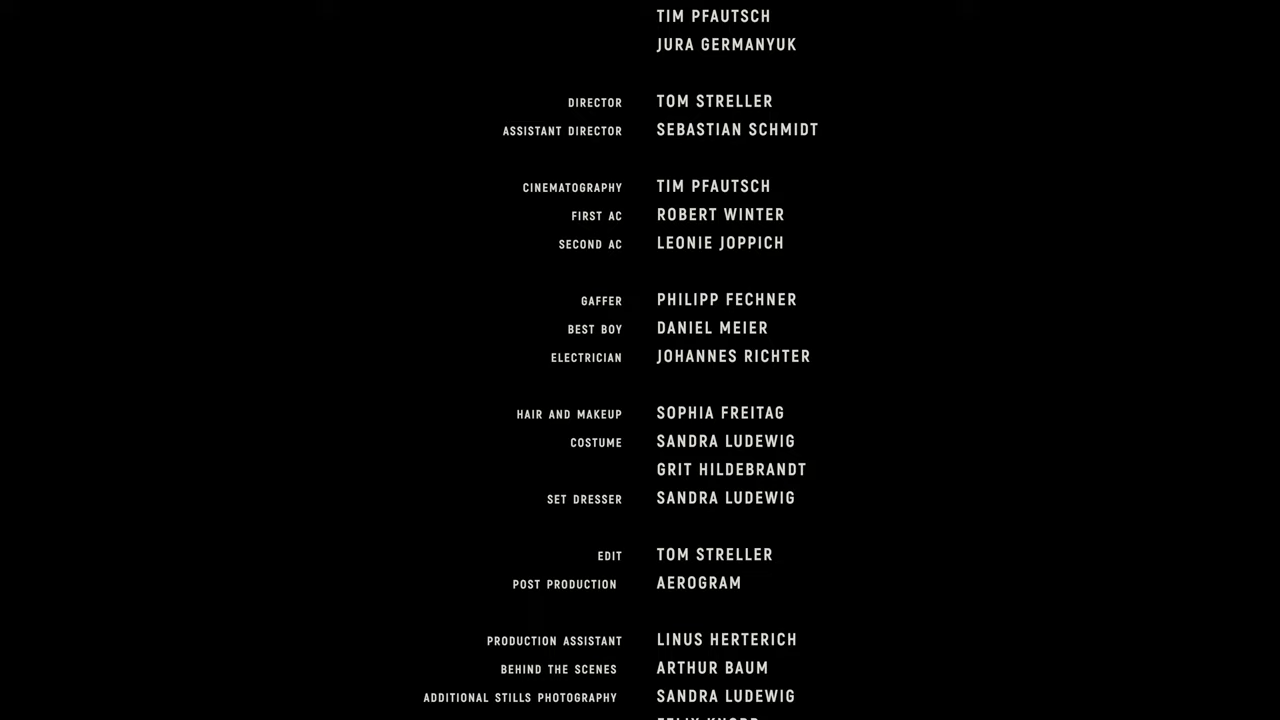 TIM PFAUTSCH
JURA GERMANYUK
DIRECTOR TOM STRELLER
ASSISTANT DIRECTOR SEBASTIAN SCHMIDT
CINEMATOGRAPHY TIM PFAUTSCH
FIRST AC ROBERT WINTER
SECOND AC LEONIE JOPPICH
GAFFER PHILIPP FECHNER
BEST BOY DANIEL MEIER
ELECTRICIAN JOHANNES RICHTER
HAIR AND MAKEUP SOPHIA FREITAG
COSTUME SANDRA LUDEWIG
GRIT HILDEBRANDT
SET DRESSER SANDRA LUDEWIG
EDIT TOM STRELLER
POST PRODUCTION AEROGRAM
PRODUCTION ASSISTANT LINUS HERTERICH
BEHIND THE SCENES ARTHUR BAUM
ADDITIONAL STILLS PHOTOGRAPHY SANDRA LUDEWIG